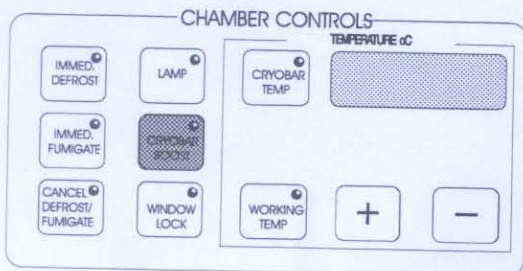 CHAMBER CONTROLS
TEMPERATURE oC
IMMED.
DEFROST
LAMP
CRYOBAR
TEMP
IMMED.
FUMIGATE
CRYOBAR
BOOST
CANCEL
DEFROST/
FUMIGATE
WINDOW
LOCK
WORKING
TEMP
+
−